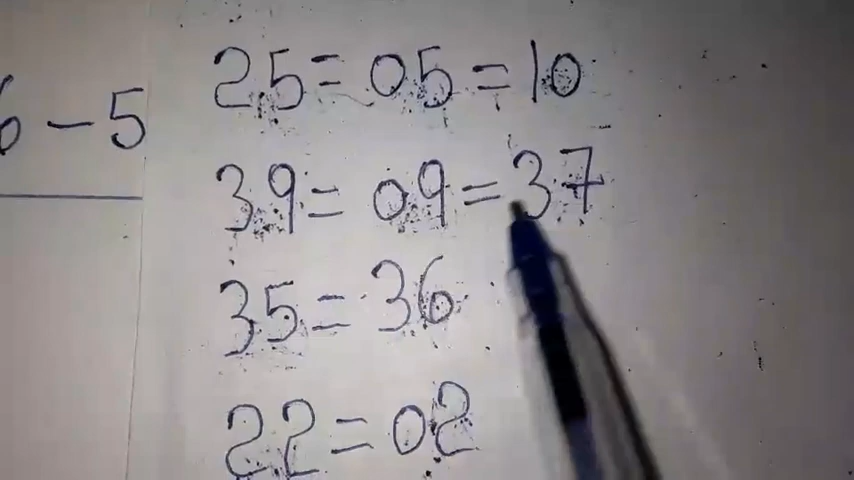 25 = 05 = 10
6 - 5
39 = 09 = 37
35 = 36
22 = 02